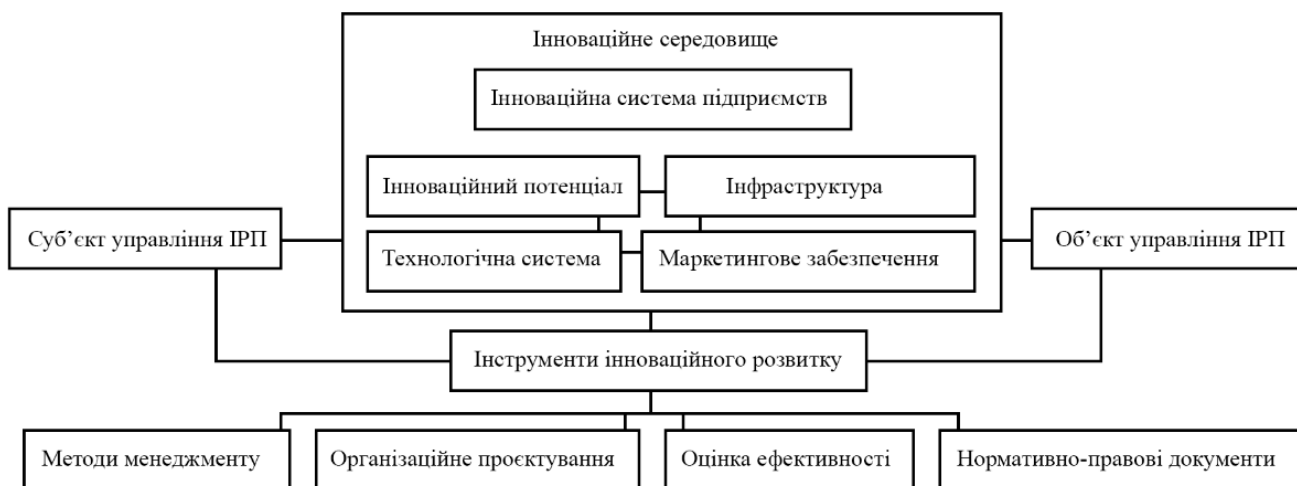 Інноваційне середовище
Інноваційна система підприємств
Інноваційний потенціал
Інфраструктура
Суб’єкт управління ІРП
Об’єкт управління ІРП
Технологічна система
Маркетингове забезпечення
Інструменти інноваційного розвитку
Методи менеджменту
Організаційне проєктування
Оцінка ефективності
Нормативно-правові документи